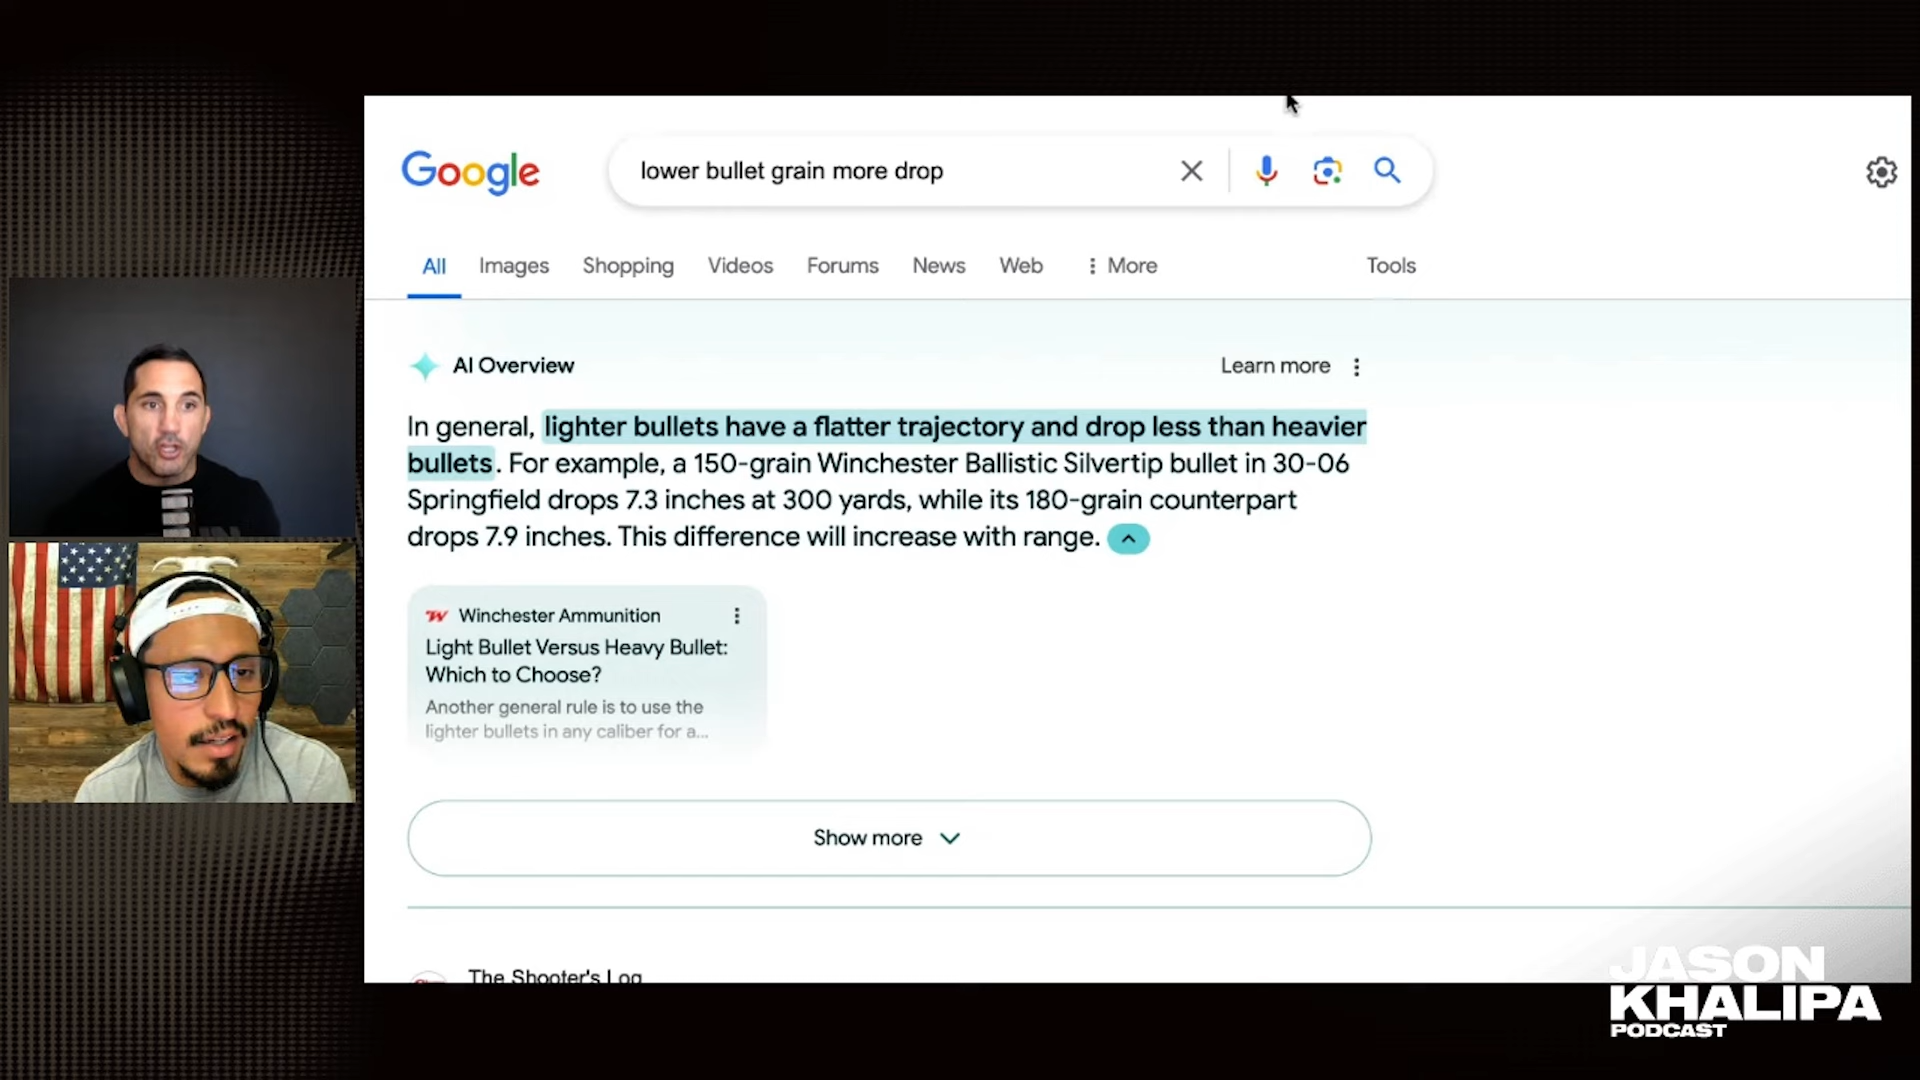 Google
lower bullet grain more drop
All Images Shopping Videos Forums News Web More Tools
AI Overview
Learn more
In general, lighter bullets have a flatter trajectory and drop less than heavier
bullets. For example, a 150-grain Winchester Ballistic Silvertip bullet in 30-06
Springfield drops 7.3 inches at 300 yards, while its 180-grain counterpart
drops 7.9 inches. This difference will increase with range.
W Winchester Ammunition
Light Bullet Versus Heavy Bullet:
Which to Choose?
Another general rule is to use the
lighter bullets in any caliber for a...
Show more
The Shooter's Log
JASON
KHALIPA
PODCAST